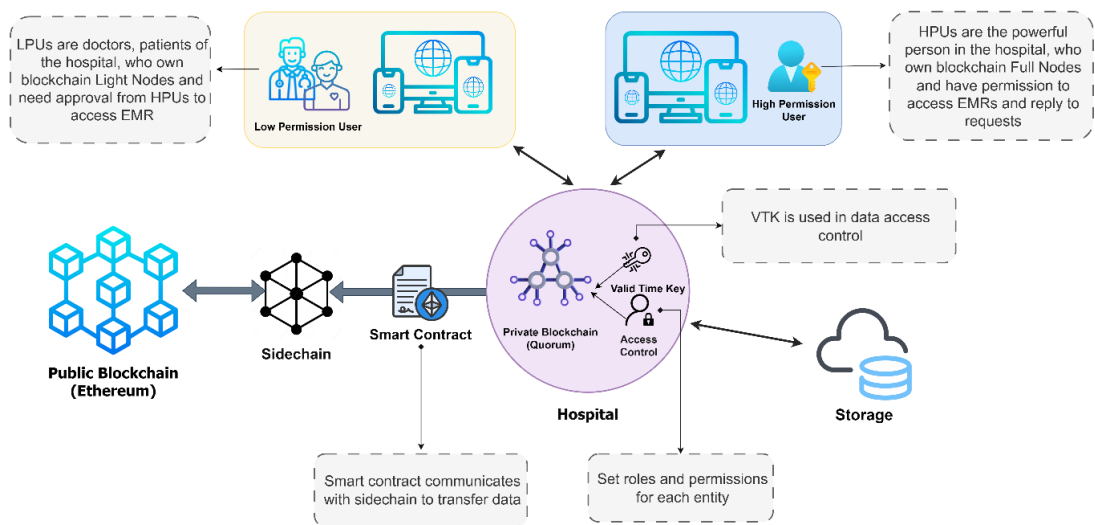 LPUs are doctors, patients of
the hospital, who own
blockchain Light Nodes and
need approval from HPUs to
access EMR
Low Permission User
High Permission
User
HPUs are the powerful
person in the hospital, who
own blockchain Full Nodes
and have permission to
access EMRs and reply to
requests
VTK is used in data access
control
Valid Time Key
Private Blockchain
(Quorum)
Access
Control
Smart Contract
Sidechain
Public Blockchain
(Ethereum)
Hospital
Storage
Smart contract communicates
with sidechain to transfer data
Set roles and permissions
for each entity